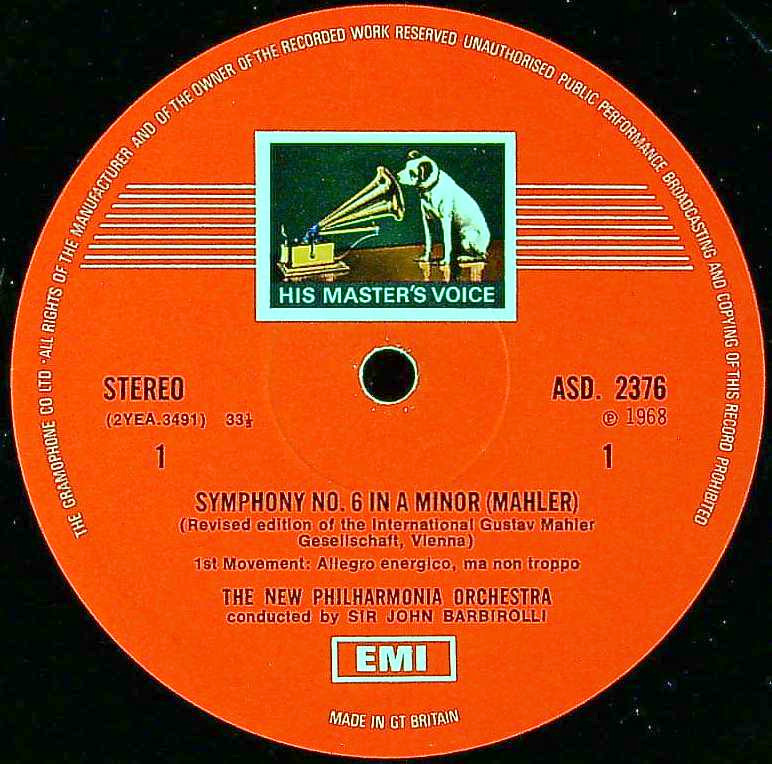 THE GRAMOPHONE CO LTD · ALL RIGHTS OF THE MANUFACTURER AND OF THE OWNER OF THE RECORDED WORK RESERVED · UNAUTHORISED PUBLIC PERFORMANCE BROADCASTING AND COPYING OF THIS RECORD PROHIBITED
HIS MASTER'S VOICE
STEREO ASD. 2376
(2YEA.3491) 33⅓ ℗ 1968
1 1
SYMPHONY NO. 6 IN A MINOR (MAHLER)
(Revised edition of the International Gustav Mahler
Gesellschaft, Vienna)
1st Movement: Allegro energico, ma non troppo
THE NEW PHILHARMONIA ORCHESTRA
conducted by SIR JOHN BARBIROLLI
EMI
MADE IN GT BRITAIN